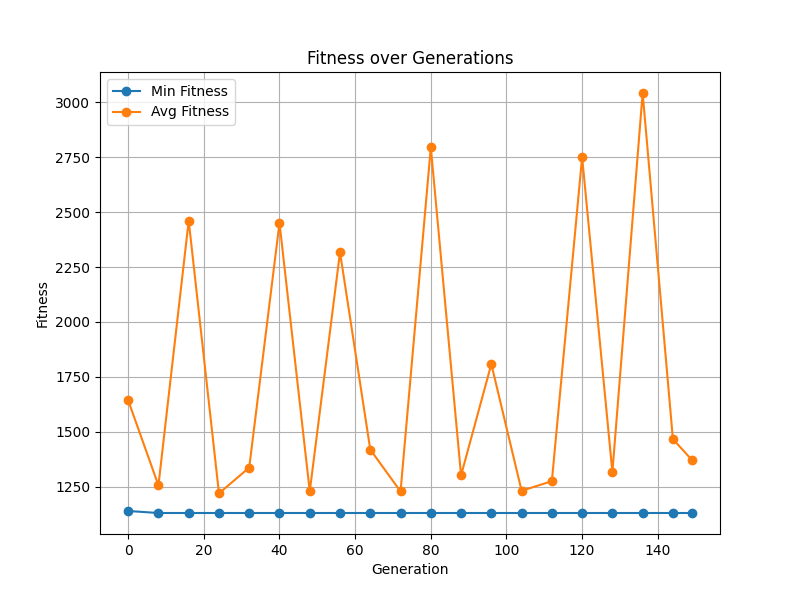 Fitness over Generations
Min Fitness
Avg Fitness
3000
2750
2500
2250
2000
1750
1500
1250
Fitness
0 20 40 60 80 100 120 140
Generation